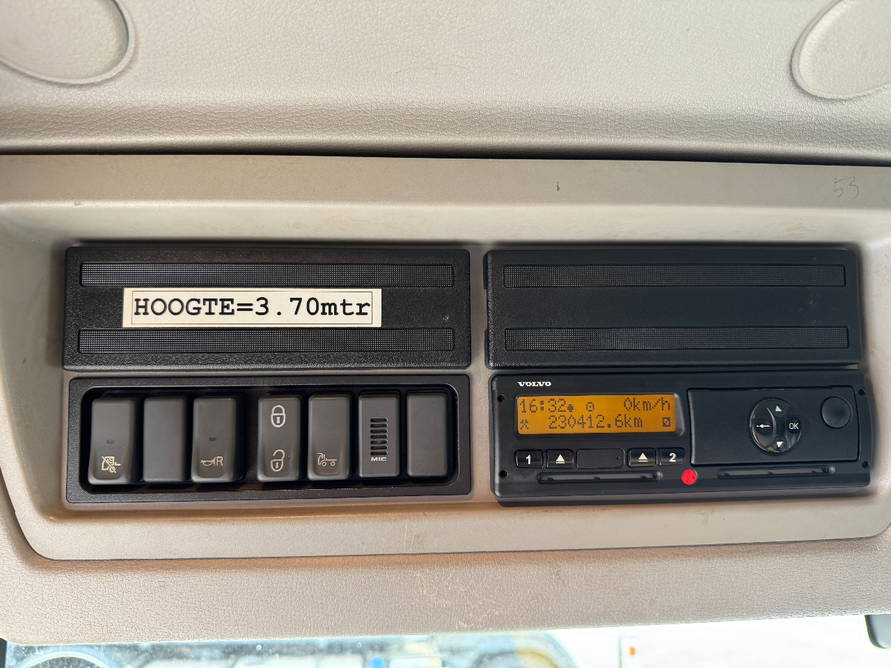 53
HOOGTE=3.70mtr
VOLVO
16:32 0km/h
230412.6km
1 2
OK
R
MIC